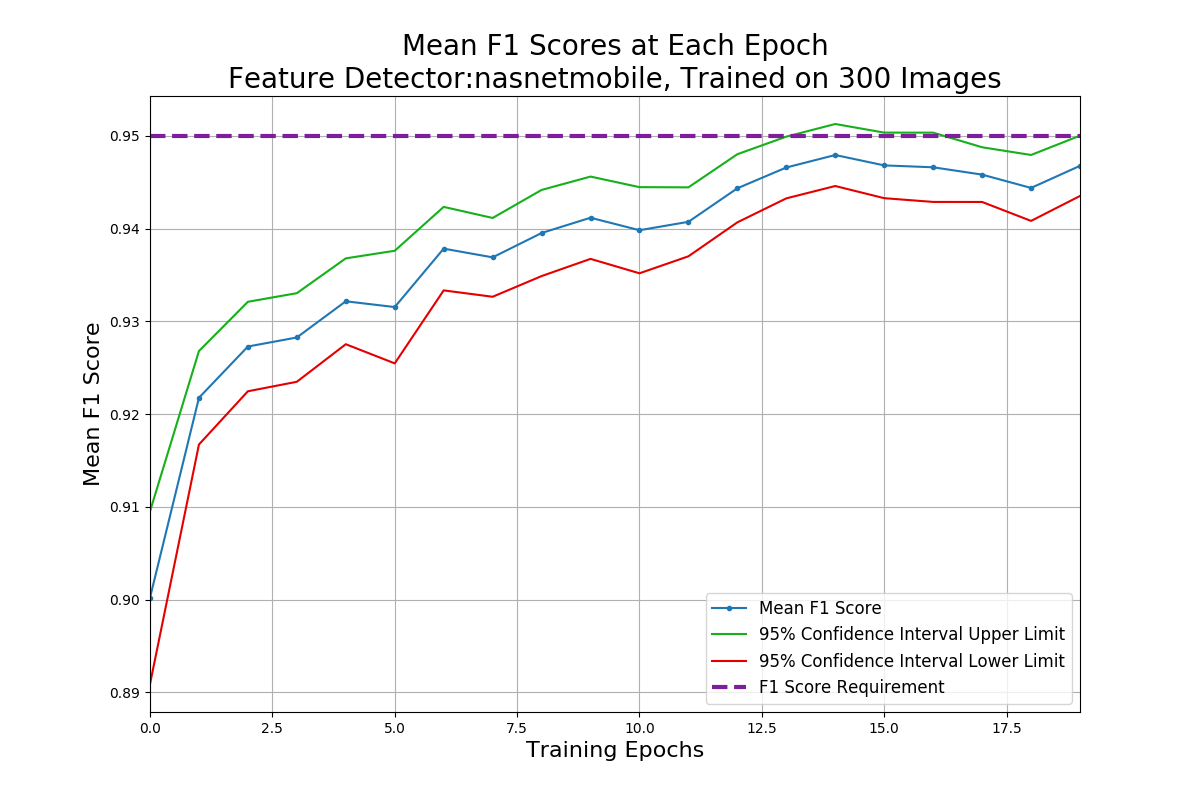 Mean F1 Scores at Each Epoch
Feature Detector:nasnetmobile, Trained on 300 Images
Mean F1 Score
0.95
0.94
0.93
0.92
0.91
0.90
0.89
0.0 2.5 5.0 7.5 10.0 12.5 15.0 17.5
Training Epochs
Mean F1 Score
95% Confidence Interval Upper Limit
95% Confidence Interval Lower Limit
F1 Score Requirement